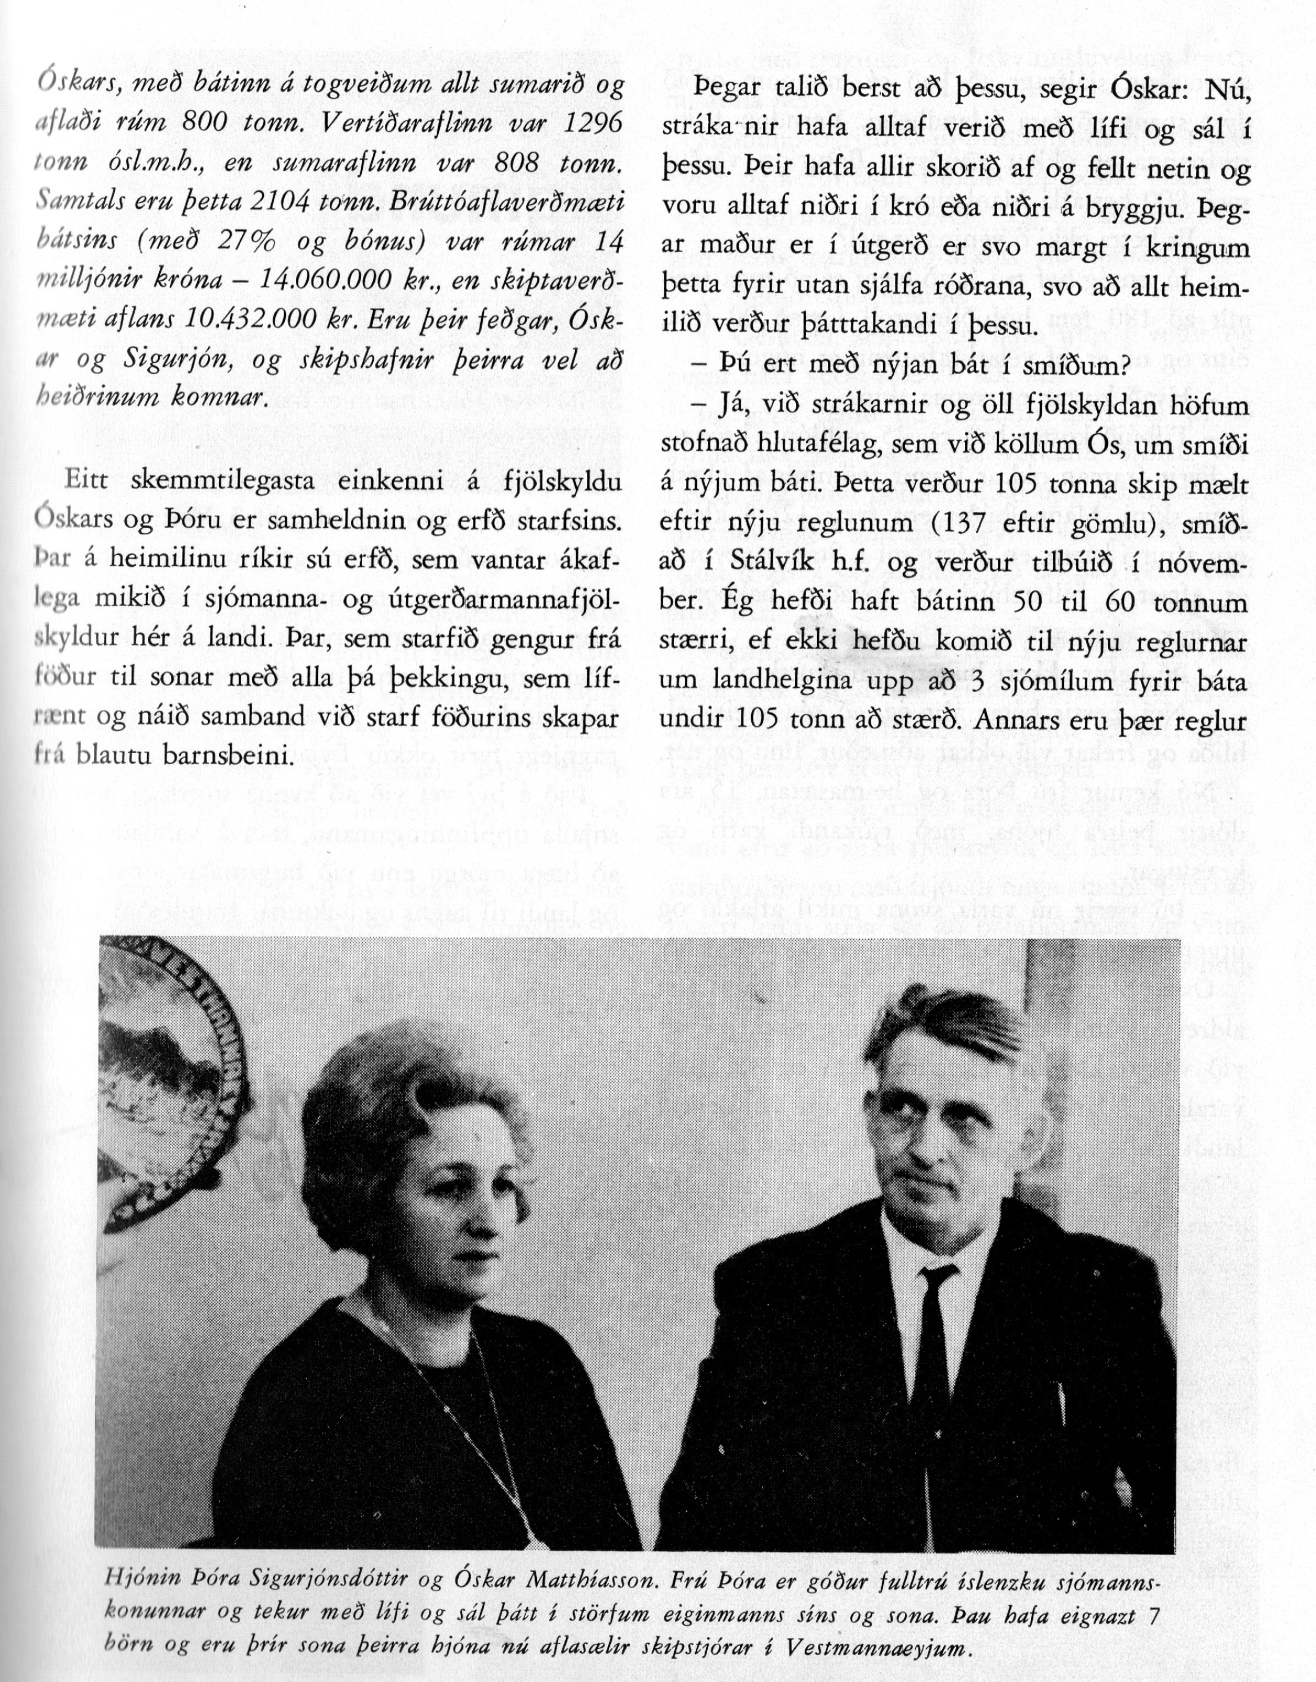 Óskars, með bátinn á togveiðum allt sumarið og
aflaði rúm 800 tonn. Vertíðaraflinn var 1296
tonn ósl.m.h., en sumaraflinn var 808 tonn.
Samtals eru þetta 2104 tonn. Brúttóaflaverðmæti
bátsins (með 27% og bónus) var rúmar 14
milljónir króna – 14.060.000 kr., en skiptaverð-
mæti aflans 10.432.000 kr. Eru þeir feðgar, Ósk-
ar og Sigurjón, og skipshafnir þeirra vel að
heiðrinum komnar.
Eitt skemmtilegasta einkenni á fjölskyldu
Óskars og Þóru er samheldnin og erfð starfsins.
Þar á heimilinu ríkir sú erfð, sem vantar ákaf-
lega mikið í sjómanna- og útgerðarmannafjöl-
skyldur hér á landi. Þar, sem starfið gengur frá
föður til sonar með alla þá þekkingu, sem líf-
rænt og náið samband við starf föðurins skapar
frá blautu barnsbeini.
Þegar talið berst að þessu, segir Óskar: Nú,
stráka nir hafa alltaf verið með lífi og sál í
þessu. Þeir hafa allir skorið af og fellt netin og
voru alltaf niðri í kró eða niðri á bryggju. Þeg-
ar maður er í útgerð er svo margt í kringum
þetta fyrir utan sjálfa róðrana, svo að allt heim-
ilið verður þátttakandi í þessu.
– Þú ert með nýjan bát í smíðum?
– Já, við strákarnir og öll fjölskyldan höfum
stofnað hlutafélag, sem við köllum Ós, um smíði
á nýjum báti. Þetta verður 105 tonna skip mælt
eftir nýju reglunum (137 eftir gömlu), smíð-
að í Stálvík h.f. og verður tilbúið í nóvem-
ber. Ég hefði haft bátinn 50 til 60 tonnum
stærri, ef ekki hefðu komið til nýju reglurnar
um landhelgina upp að 3 sjómílum fyrir báta
undir 105 tonn að stærð. Annars eru þær reglur
VESTMANNAEYJAR
Hjónin Þóra Sigurjónsdóttir og Óskar Matthíasson. Frú Þóra er góður fulltrú íslenzku sjómanns-
konunnar og tekur með lífi og sál þátt í störfum eiginmanns síns og sona. Þau hafa eignazt 7
börn og eru þrír sona þeirra hjóna nú aflasælir skipstjórar í Vestmannaeyjum.